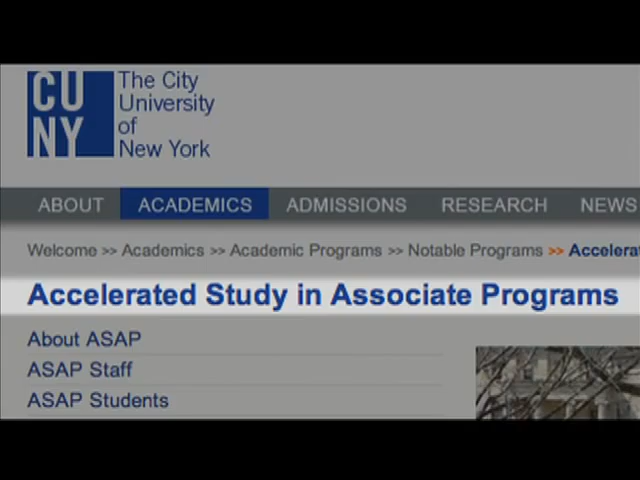 CU
NY
The City
University
of
New York
ABOUT ACADEMICS ADMISSIONS RESEARCH NEWS
Welcome >> Academics >> Academic Programs >> Notable Programs >> Accelera
Accelerated Study in Associate Programs
About ASAP
ASAP Staff
ASAP Students